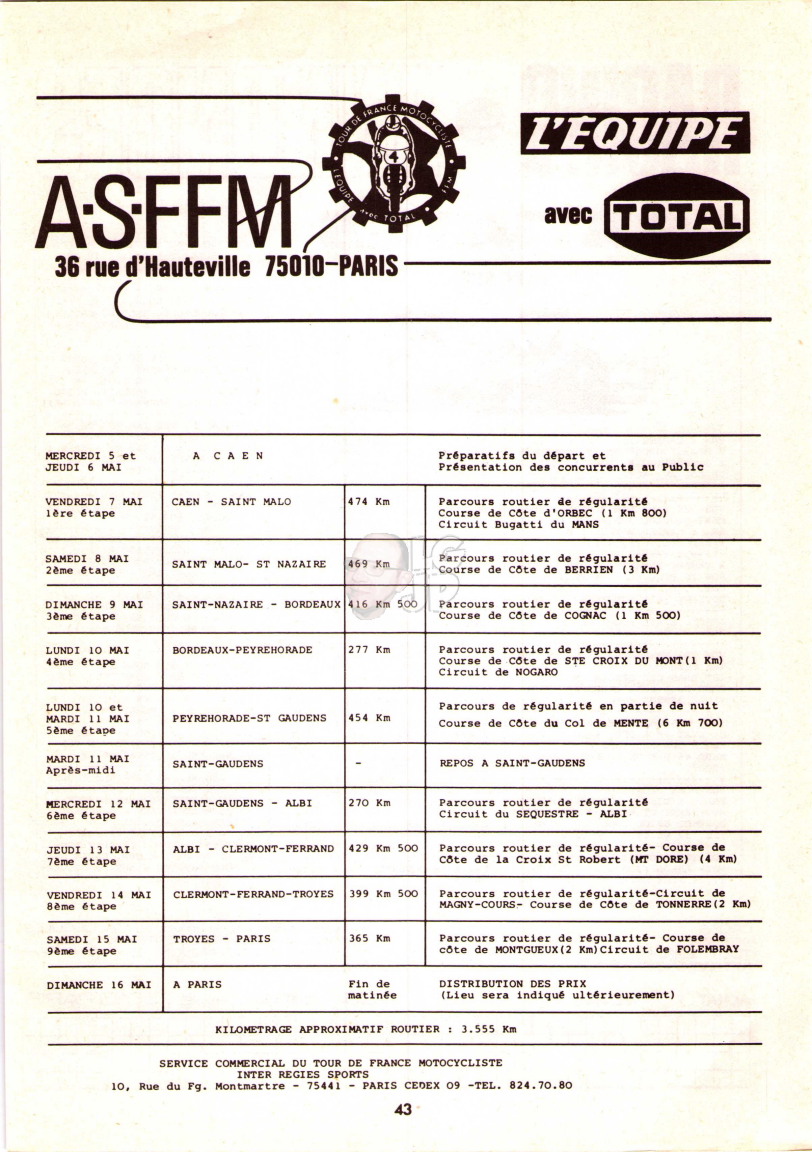 TOUR DE FRANCE MOTOCYCLISTE
L'EQUIPE avec TOTAL FFM
4
L'EQUIPE
avec TOTAL
A·S·FFM
36 rue d'Hauteville 75010-PARIS
MERCREDI 5 et
JEUDI 6 MAI
A CAEN
Préparatifs du départ et
Présentation des concurrents au Public
VENDREDI 7 MAI
1ère étape
CAEN - SAINT MALO
474 Km
Parcours routier de régularité
Course de Côte d'ORBEC (1 Km 800)
Circuit Bugatti du MANS
SAMEDI 8 MAI
2ème étape
SAINT MALO- ST NAZAIRE
469 Km
Parcours routier de régularité
Course de Côte de BERRIEN (3 Km)
DIMANCHE 9 MAI
3ème étape
SAINT-NAZAIRE - BORDEAUX
416 Km 500
Parcours routier de régularité
Course de Côte de COGNAC (1 Km 500)
LUNDI 10 MAI
4ème étape
BORDEAUX-PEYREHORADE
277 Km
Parcours routier de régularité
Course de Côte de STE CROIX DU MONT(1 Km)
Circuit de NOGARO
LUNDI 10 et
MARDI 11 MAI
5ème étape
PEYREHORADE-ST GAUDENS
454 Km
Parcours de régularité en partie de nuit
Course de Côte du Col de MENTE (6 Km 700)
MARDI 11 MAI
Après-midi
SAINT-GAUDENS
-
REPOS A SAINT-GAUDENS
MERCREDI 12 MAI
6ème étape
SAINT-GAUDENS - ALBI
270 Km
Parcours routier de régularité
Circuit du SEQUESTRE - ALBI
JEUDI 13 MAI
7ème étape
ALBI - CLERMONT-FERRAND
429 Km 500
Parcours routier de régularité- Course de
Côte de la Croix St Robert (MT DORE) (4 Km)
VENDREDI 14 MAI
8ème étape
CLERMONT-FERRAND-TROYES
399 Km 500
Parcours routier de régularité-Circuit de
MAGNY-COURS- Course de Côte de TONNERRE(2 Km)
SAMEDI 15 MAI
9ème étape
TROYES - PARIS
365 Km
Parcours routier de régularité- Course de
côte de MONTGUEUX(2 Km)Circuit de FOLEMBRAY
DIMANCHE 16 MAI
A PARIS
Fin de
matinée
DISTRIBUTION DES PRIX
(Lieu sera indiqué ultérieurement)
KILOMETRAGE APPROXIMATIF ROUTIER : 3.555 Km
SERVICE COMMERCIAL DU TOUR DE FRANCE MOTOCYCLISTE
INTER REGIES SPORTS
10, Rue du Fg. Montmartre - 75441 - PARIS CEDEX 09 -TEL. 824.70.80
43